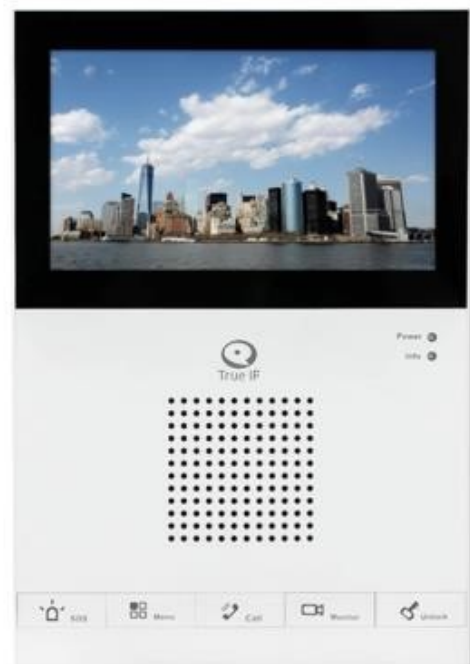 Power
Info
True IP
SOS
Menu
Call
Monitor
Unlock